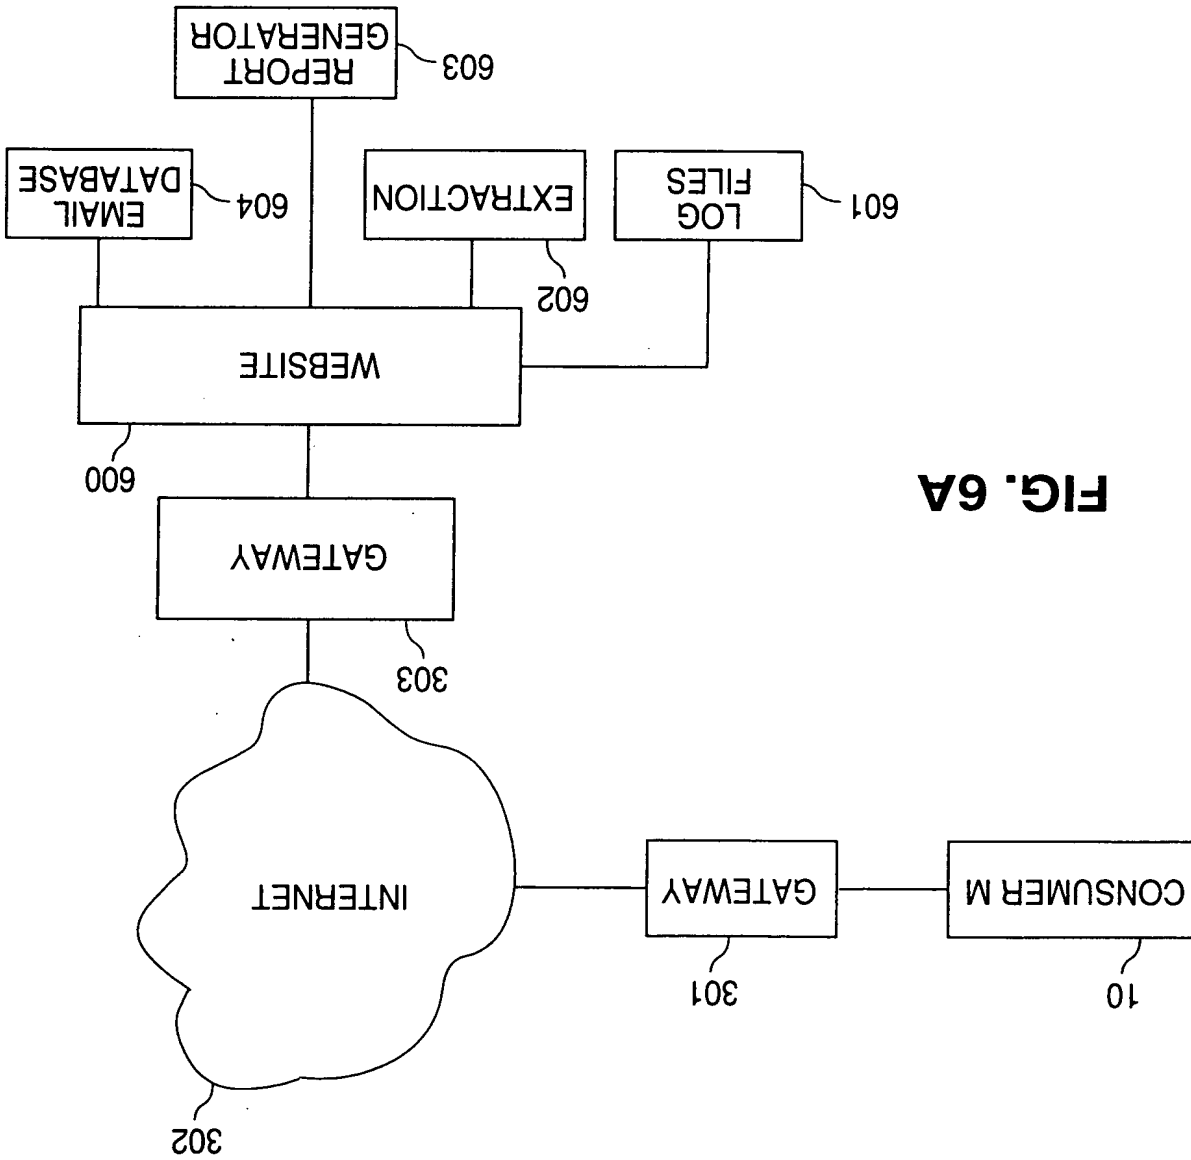 302
10
301
CONSUMER M
GATEWAY
INTERNET
303
GATEWAY
FIG. 6A
600
WEBSITE
602
601
LOG
FILES
EXTRACTION
604
EMAIL
DATABASE
603
REPORT
GENERATOR